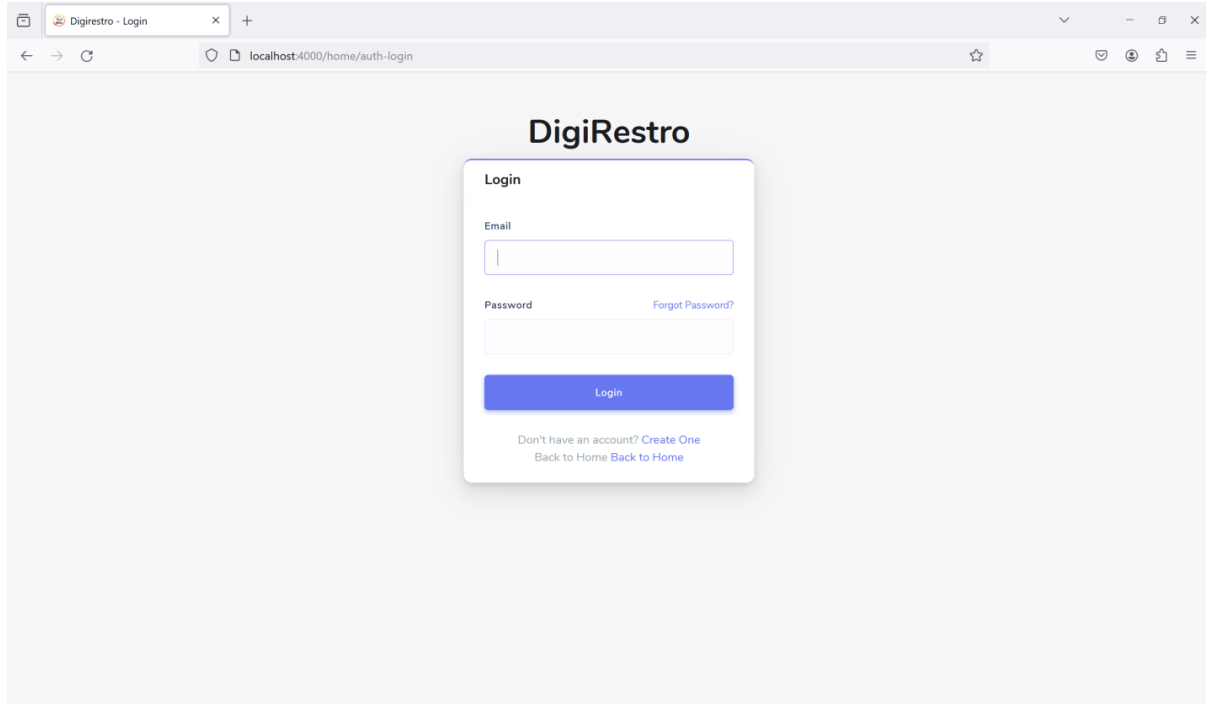 Digirestro - Login
localhost:4000/home/auth-login
DigiRestro
Login
Email
Password Forgot Password?
Login
Don't have an account? Create One
Back to Home Back to Home